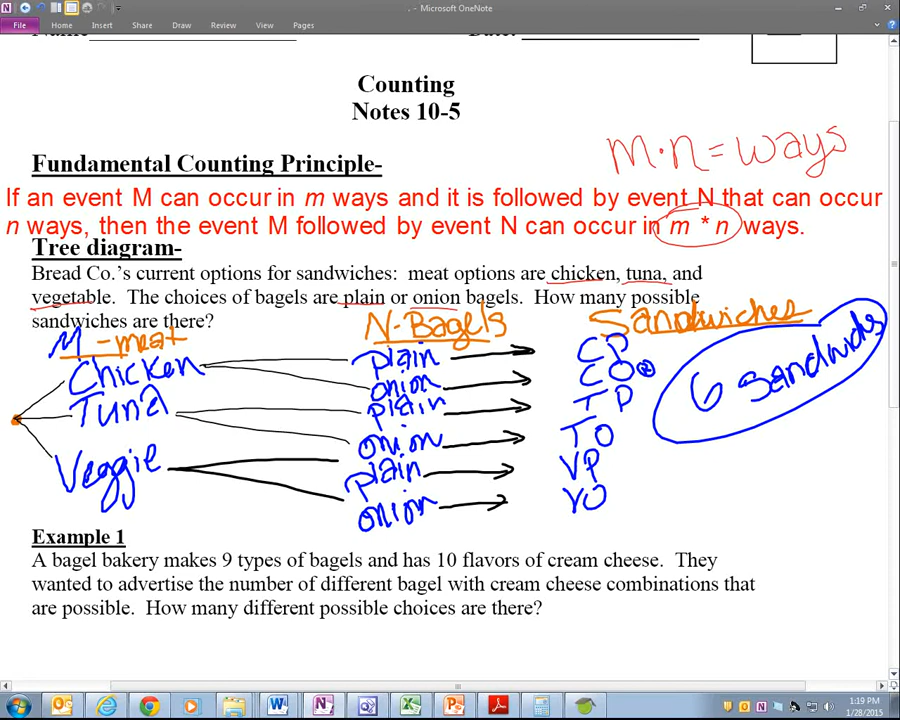 . - Microsoft OneNote
File Home Insert Share Draw Review View Pages
Counting
Notes 10-5
m·n=ways
Fundamental Counting Principle-
If an event M can occur in m ways and it is followed by event N that can occur
n ways, then the event M followed by event N can occur in m * n ways.
Tree diagram-
Bread Co.'s current options for sandwiches: meat options are chicken, tuna, and
vegetable. The choices of bagels are plain or onion bagels. How many possible
sandwiches are there?
M -meat N-Bagels Sandwiches
Chicken plain CP
onion CO
Tuna plain TP
onion TO
Veggie plain VP
onion VO
6 sandwichs
Example 1
A bagel bakery makes 9 types of bagels and has 10 flavors of cream cheese. They
wanted to advertise the number of different bagel with cream cheese combinations that
are possible. How many different possible choices are there?
1:19 PM
1/28/2015